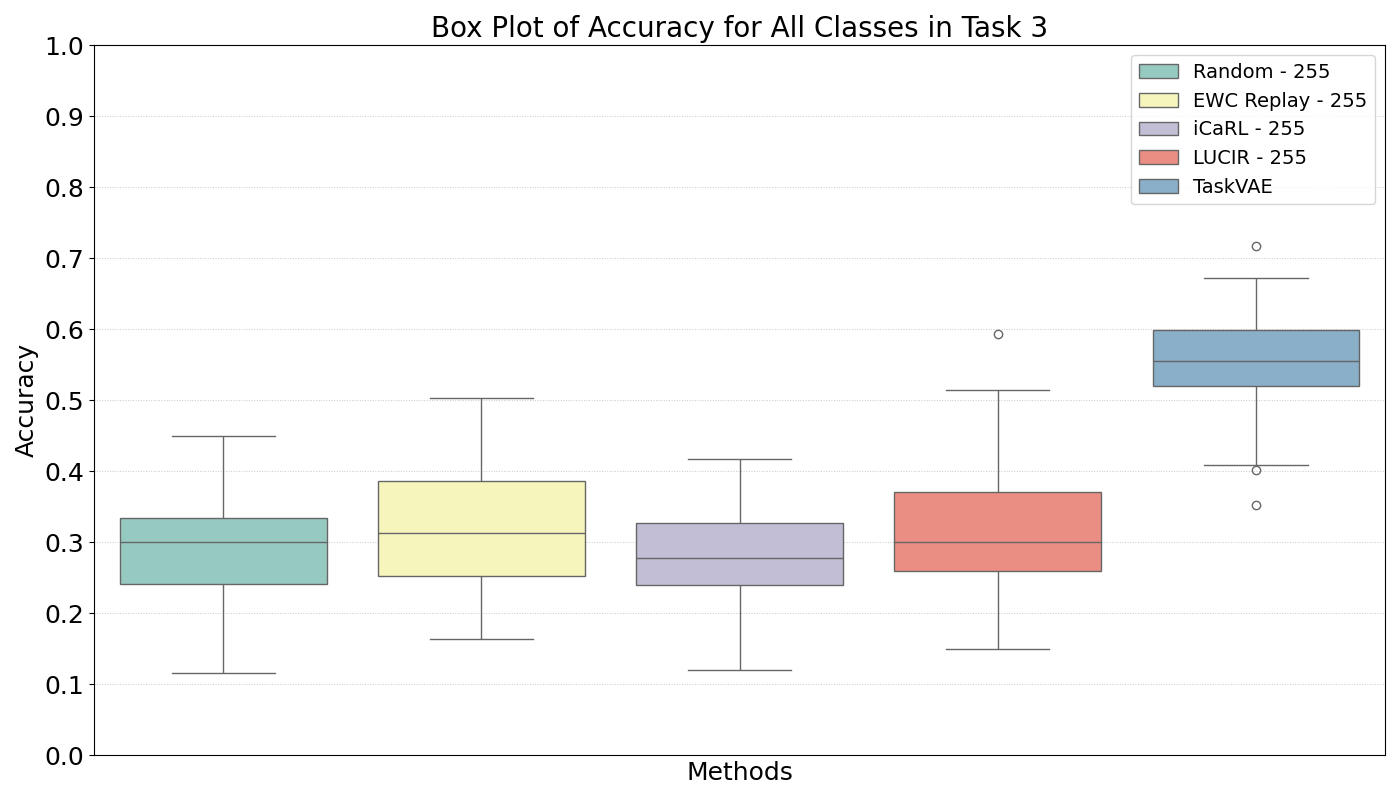 Box Plot of Accuracy for All Classes in Task 3
1.0
0.9
0.8
0.7
0.6
0.5
0.4
0.3
0.2
0.1
0.0
Accuracy
Methods
Random - 255
EWC Replay - 255
iCaRL - 255
LUCIR - 255
TaskVAE